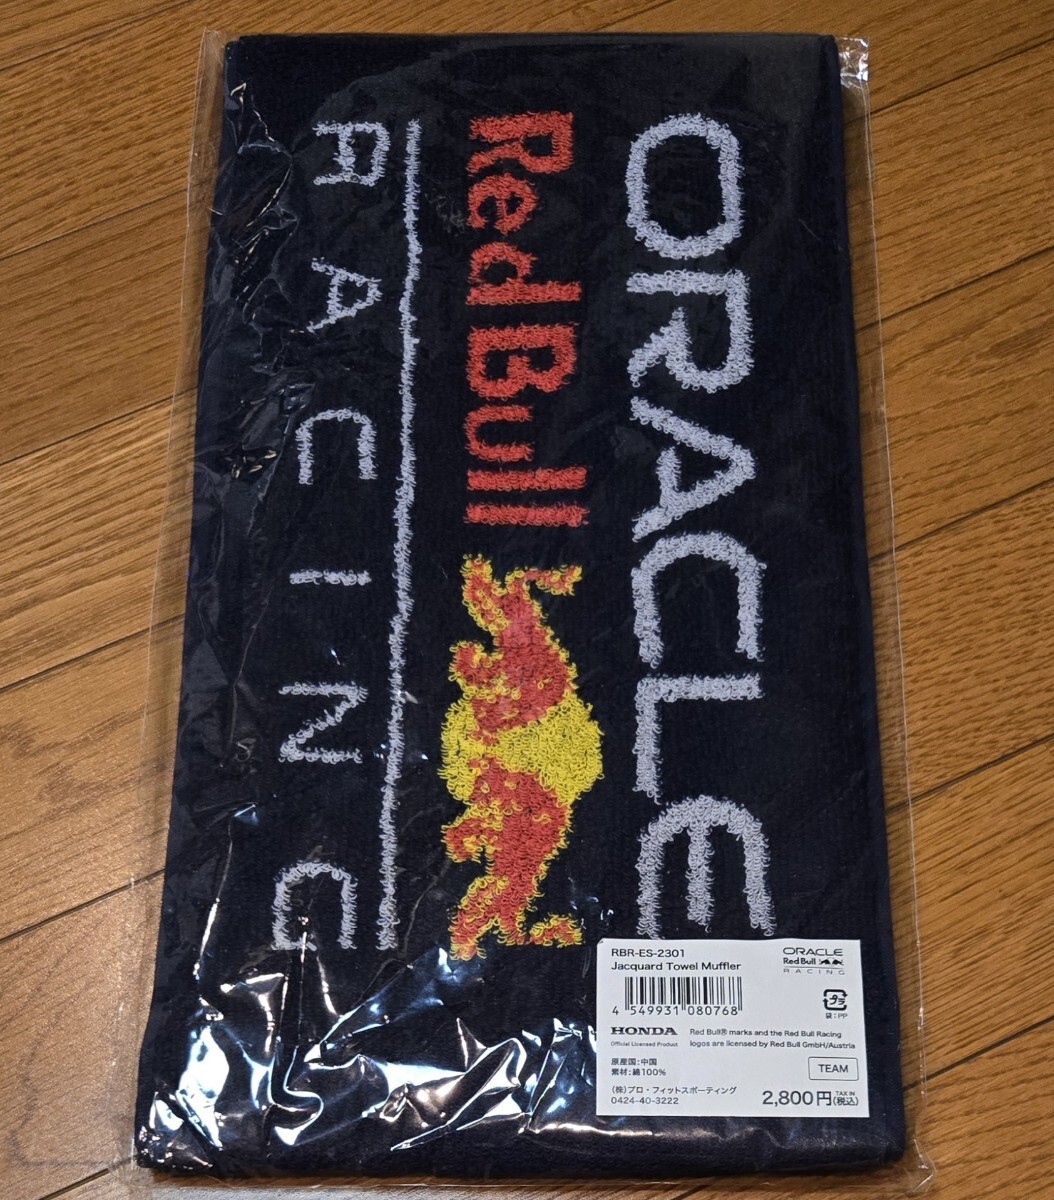 ORACLE
Red Bull
RACING
RBR-ES-2301
Jacquard Towel Muffler
4 549931 080768
HONDA
Official Licensed Product
原産国:中国
素材:綿100%
(株)プロ・フィットスポーティング
0424-40-3222
ORACLE
Red Bull
RACING
プラ
袋:PP
Red Bull® marks and the Red Bull Racing
logos are licensed by Red Bull GmbH/Austria
TEAM
2,800円 TAX IN (税込)